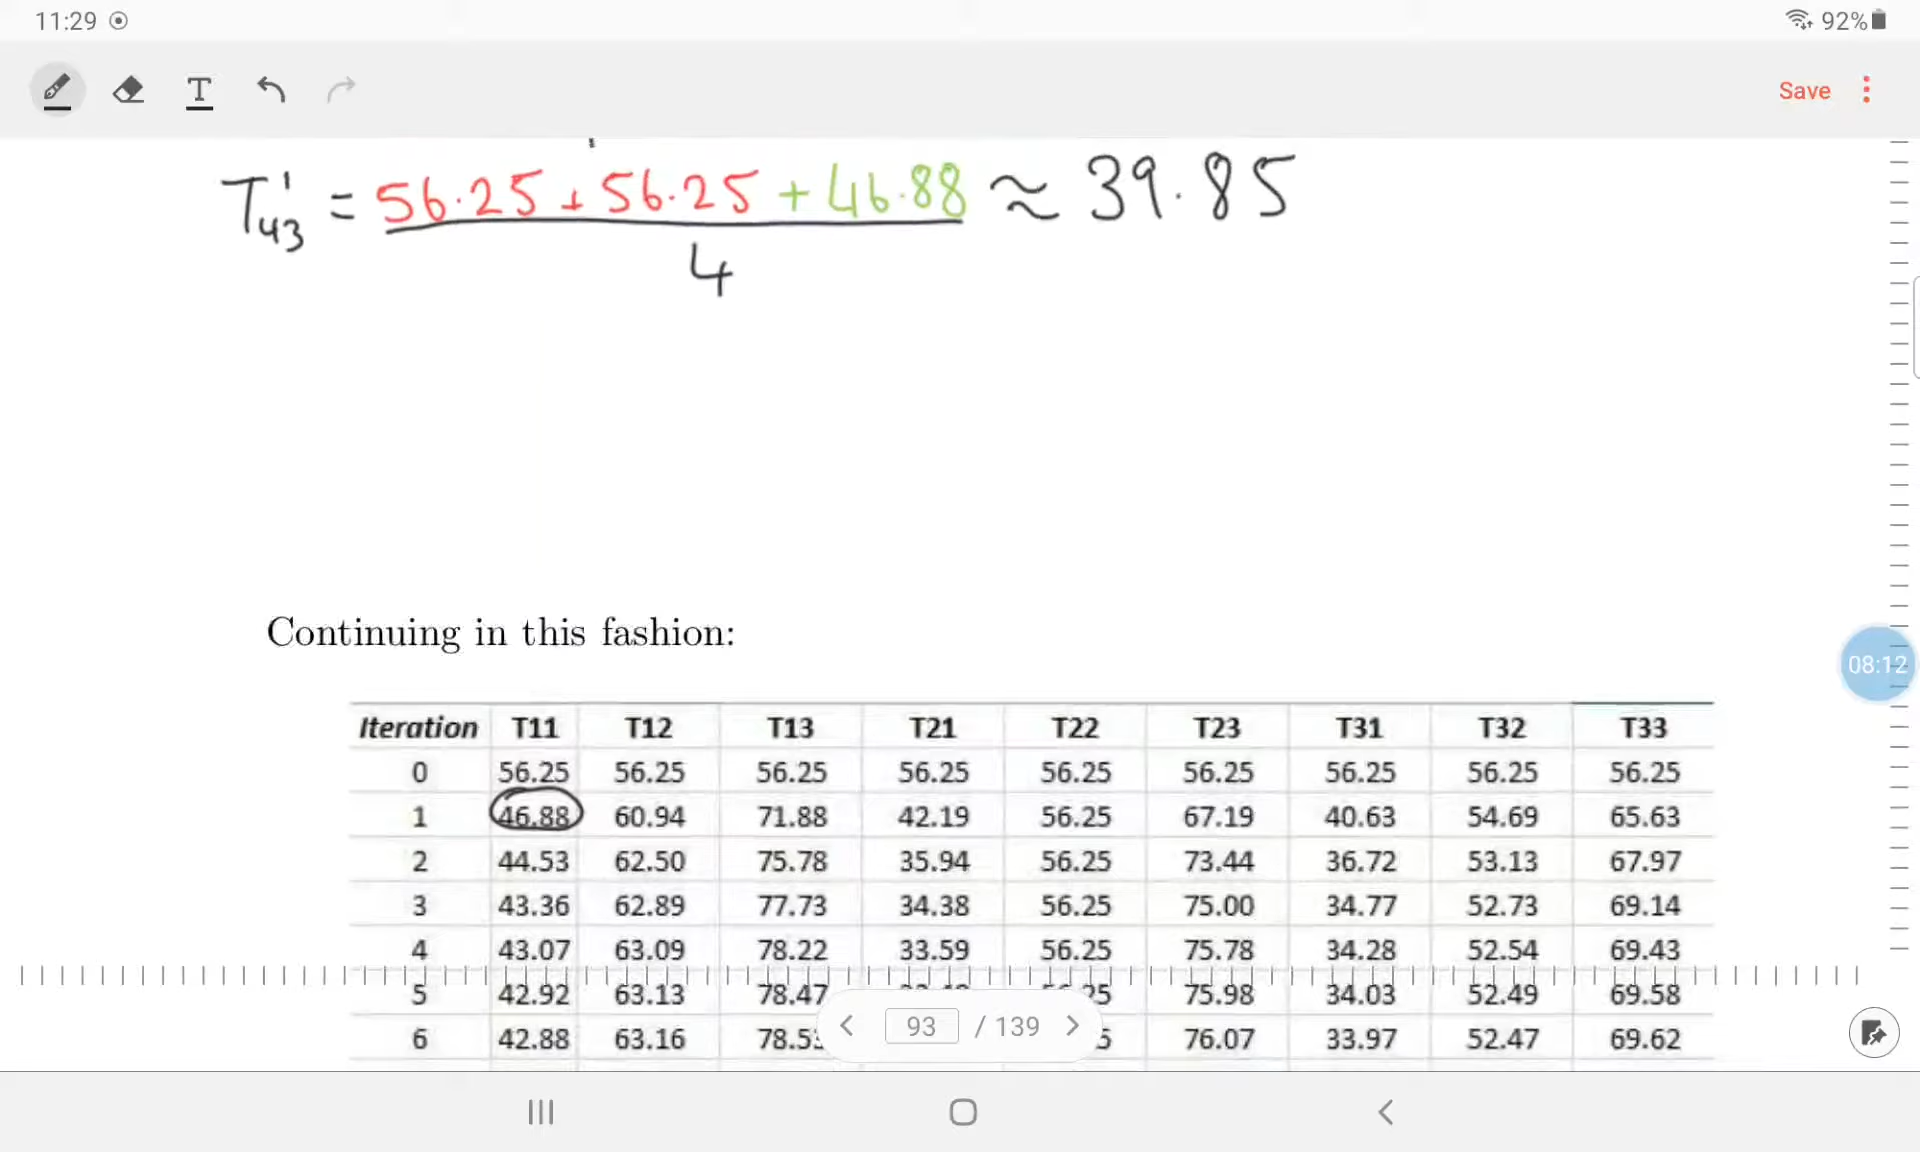 11:29 92%
T Save
T¹₄₃ = 56.25 + 56.25 + 46.88 ≈ 39.85
4
Continuing in this fashion:
08:12
Iteration T11 T12 T13 T21 T22 T23 T31 T32 T33
0 56.25 56.25 56.25 56.25 56.25 56.25 56.25 56.25 56.25
1 46.88 60.94 71.88 42.19 56.25 67.19 40.63 54.69 65.63
2 44.53 62.50 75.78 35.94 56.25 73.44 36.72 53.13 67.97
3 43.36 62.89 77.73 34.38 56.25 75.00 34.77 52.73 69.14
4 43.07 63.09 78.22 33.59 56.25 75.78 34.28 52.54 69.43
5 42.92 63.13 78.47 75.98 34.03 52.49 69.58
6 42.88 63.16 76.07 33.97 52.47 69.62
93 / 139